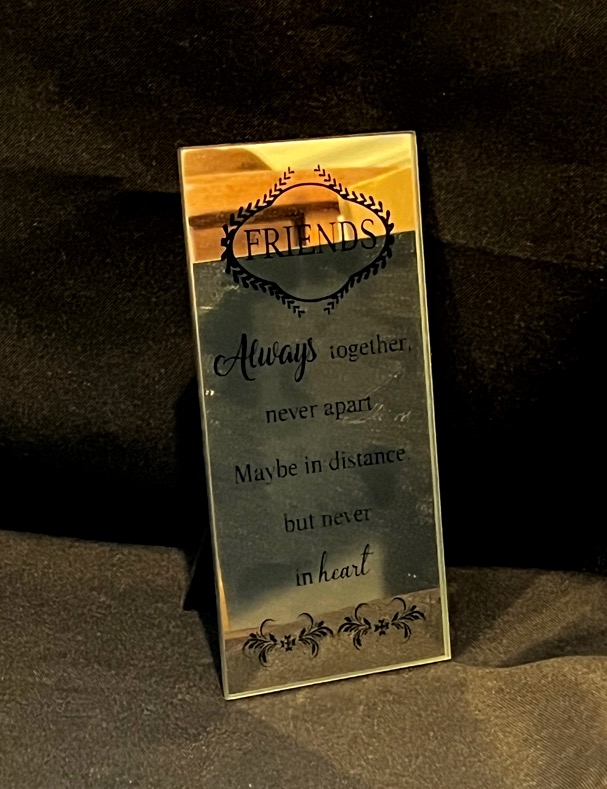 FRIENDS
Always together,
never apart
Maybe in distance
but never
in heart